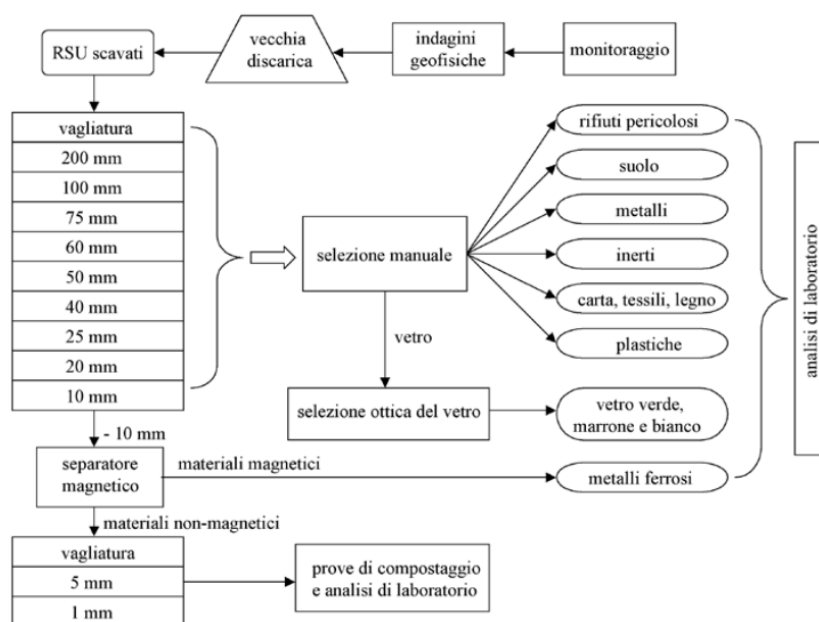 RSU scavati
vecchia
discarica
indagini
geofisiche
monitoraggio
vagliatura
200 mm
100 mm
75 mm
60 mm
50 mm
40 mm
25 mm
20 mm
10 mm
selezione manuale
rifiuti pericolosi
suolo
metalli
inerti
carta, tessili, legno
plastiche
vetro
selezione ottica del vetro
vetro verde,
marrone e bianco
- 10 mm
separatore
magnetico
materiali magnetici
metalli ferrosi
analisi di laboratorio
materiali non-magnetici
vagliatura
5 mm
1 mm
prove di compostaggio
e analisi di laboratorio